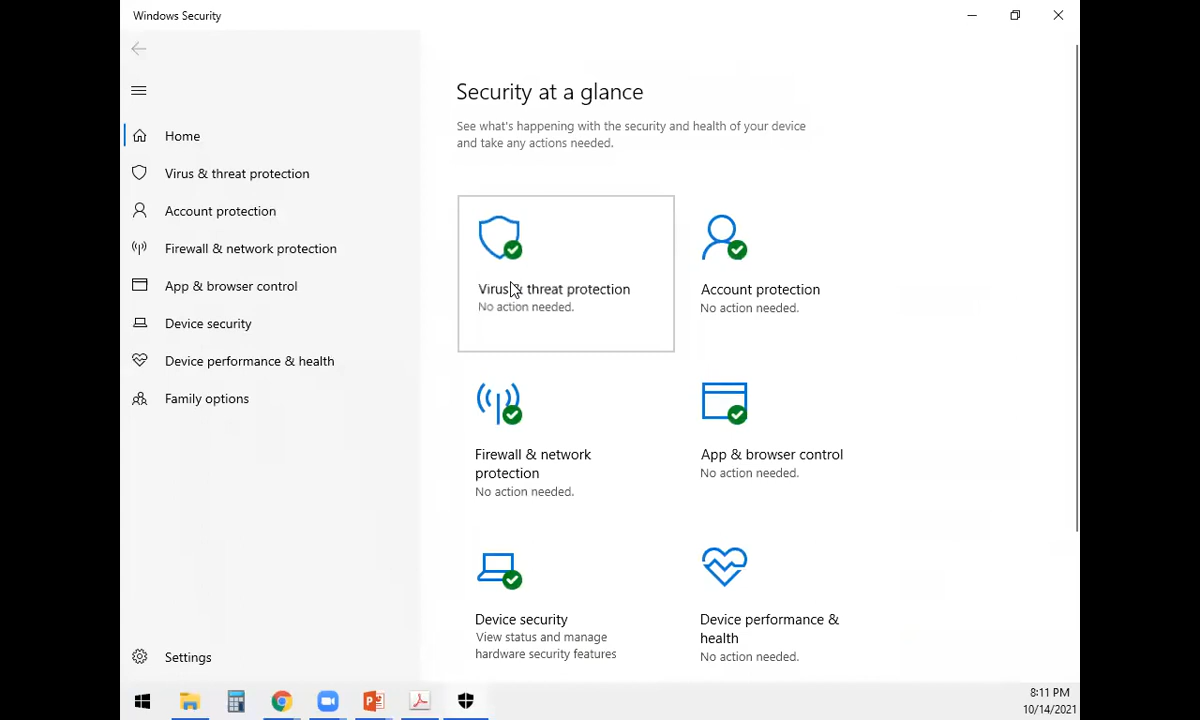 Windows Security
Home
Virus & threat protection
Account protection
Firewall & network protection
App & browser control
Device security
Device performance & health
Family options
Settings
Security at a glance
See what's happening with the security and health of your device
and take any actions needed.
Virus & threat protection
No action needed.
Account protection
No action needed.
Firewall & network
protection
No action needed.
App & browser control
No action needed.
Device security
View status and manage
hardware security features
Device performance &
health
No action needed.
8:11 PM
10/14/2021